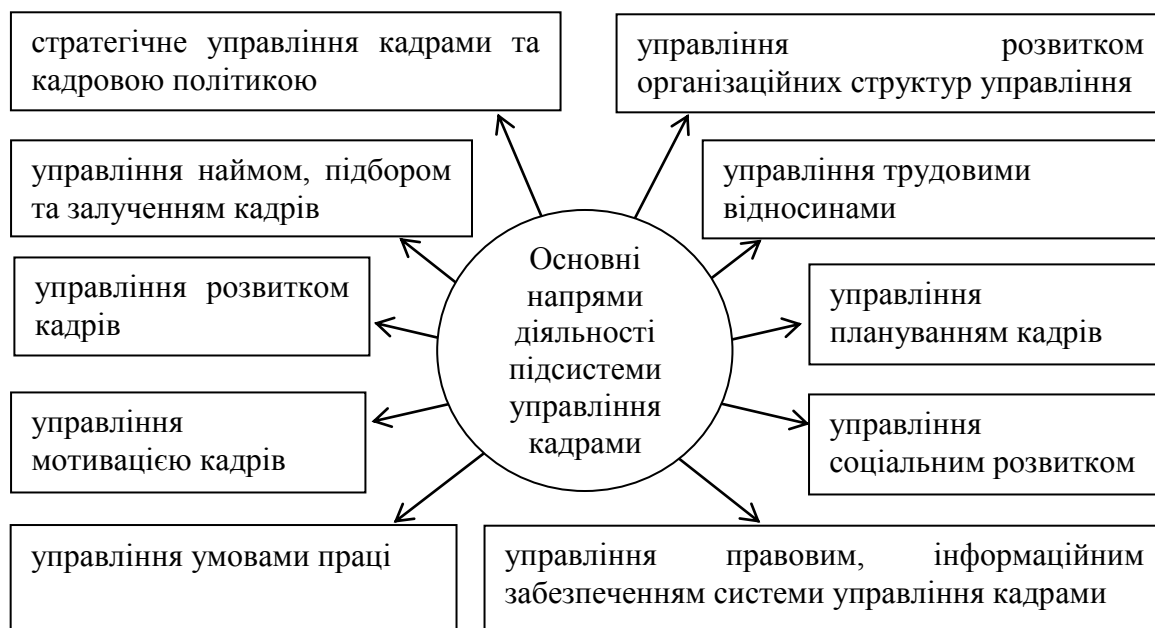 стратегічне управління кадрами та
кадровою політикою
управління розвитком
організаційних структур управління
управління наймом, підбором
та залученням кадрів
управління трудовими
відносинами
Основні
напрями
діяльності
підсистеми
управління
кадрами
управління розвитком
кадрів
управління
плануванням кадрів
управління
мотивацією кадрів
управління
соціальним розвитком
управління умовами праці
управління правовим, інформаційним
забезпеченням системи управління кадрами